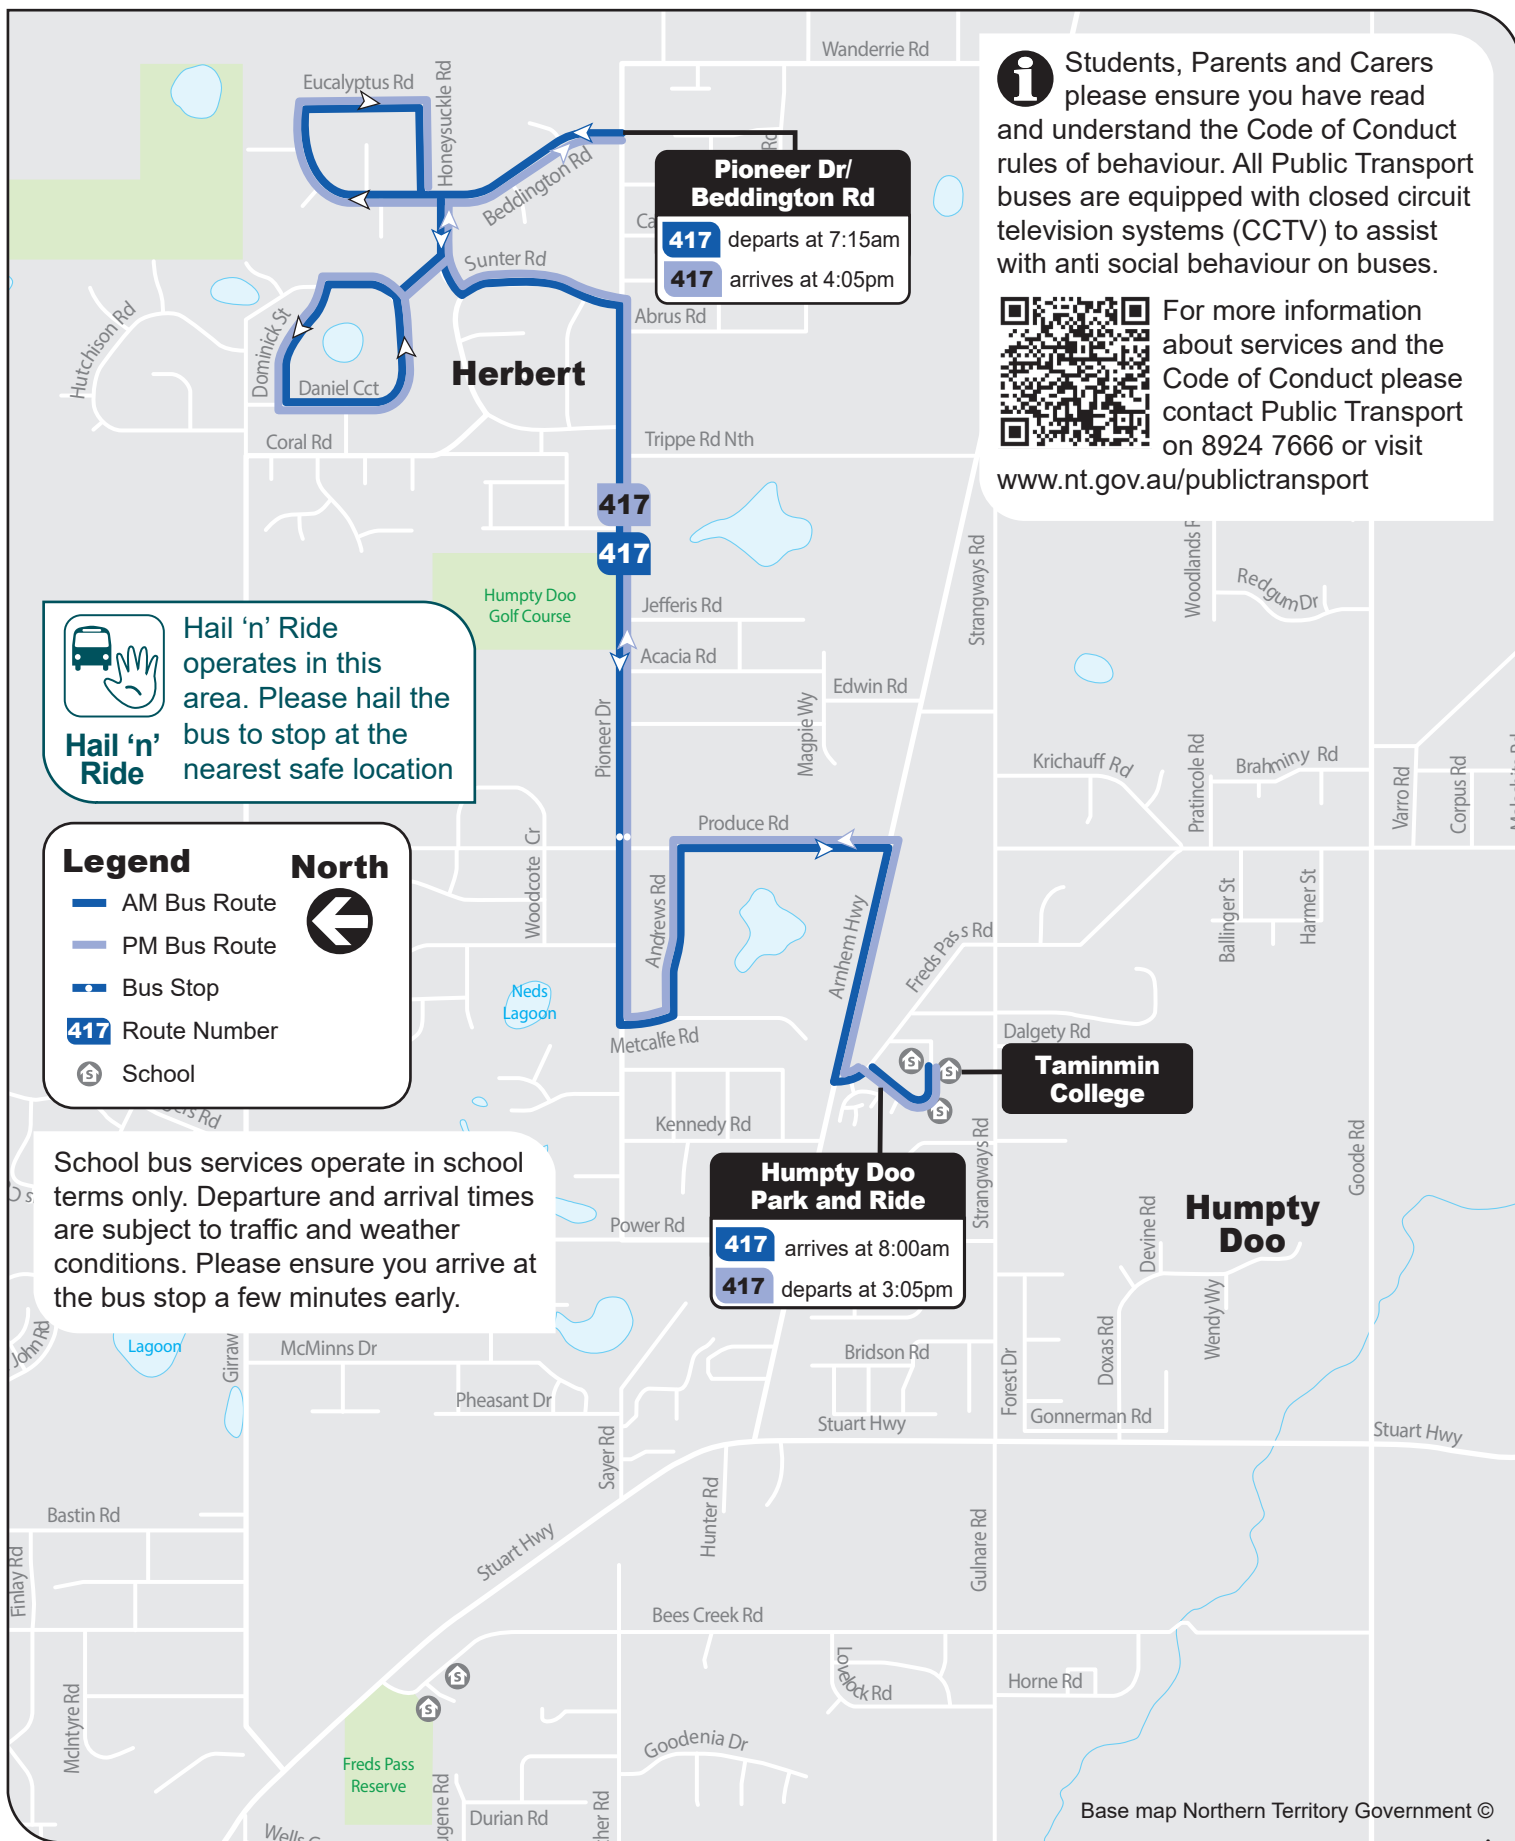 Wanderrie Rd
Eucalyptus Rd
Honeysuckle Rd
Beddington Rd
Rd
Pioneer Dr/
Beddington Rd
417 departs at 7:15am
417 arrives at 4:05pm
Students, Parents and Carers
please ensure you have read
and understand the Code of Conduct
rules of behaviour. All Public Transport
buses are equipped with closed circuit
television systems (CCTV) to assist
with anti social behaviour on buses.
For more information
about services and the
Code of Conduct please
contact Public Transport
on 8924 7666 or visit
www.nt.gov.au/publictransport
Sunter Rd
Abrus Rd
Hutchison Rd
Dominick St
Daniel Cct
Herbert
Coral Rd
Trippe Rd Nth
417
417
Humpty Doo
Golf Course
Jefferis Rd
Acacia Rd
Edwin Rd
Magpie Wy
Pioneer Dr
Strangways Rd
Woodlands
Redgum Dr
Hail ‘n’ Ride
operates in this
area. Please hail the
bus to stop at the
nearest safe location
Hail ‘n’
Ride
Krichauff Rd
Pratincole Rd
Brahminy Rd
Varro Rd
Corpus Rd
Legend
North
AM Bus Route
PM Bus Route
Bus Stop
417 Route Number
School
Woodcote Cr
Produce Rd
Andrews Rd
Arnhem Hwy
Freds Pass Rd
Ballinger St
Harmer St
Neds
Lagoon
Metcalfe Rd
Dalgety Rd
Taminmin
College
Kennedy Rd
Strangways Rd
Goode Rd
Humpty Doo
Park and Ride
417 arrives at 8:00am
417 departs at 3:05pm
Power Rd
Devine Rd
Humpty
Doo
Wendy Wy
Doxas Rd
School bus services operate in school
terms only. Departure and arrival times
are subject to traffic and weather
conditions. Please ensure you arrive at
the bus stop a few minutes early.
John Rd
Lagoon
Girraw
McMinns Dr
Pheasant Dr
Bridson Rd
Forest Dr
Gonnerman Rd
Stuart Hwy
Stuart Hwy
Sayer Rd
Hunter Rd
Bastin Rd
Stuart Hwy
Finlay Rd
Gulnare Rd
Bees Creek Rd
Lovelock Rd
Horne Rd
McIntyre Rd
Goodenia Dr
Freds Pass
Reserve
Durian Rd
Base map Northern Territory Government ©